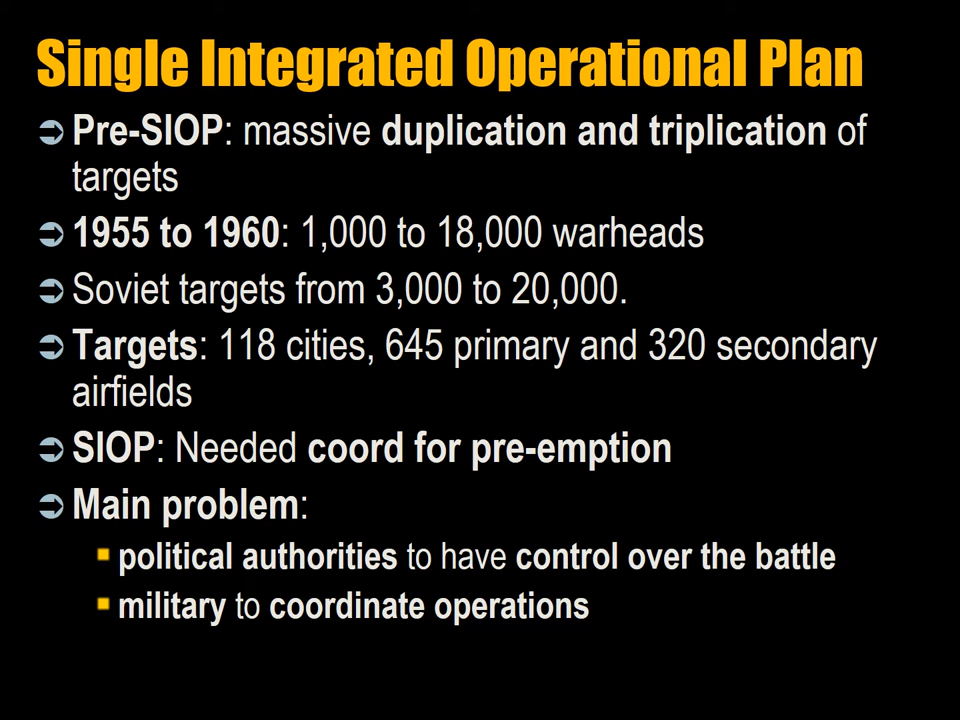 Single Integrated Operational Plan
Pre-SIOP: massive duplication and triplication of
targets
1955 to 1960: 1,000 to 18,000 warheads
Soviet targets from 3,000 to 20,000.
Targets: 118 cities, 645 primary and 320 secondary
airfields
SIOP: Needed coord for pre-emption
Main problem:
political authorities to have control over the battle
military to coordinate operations